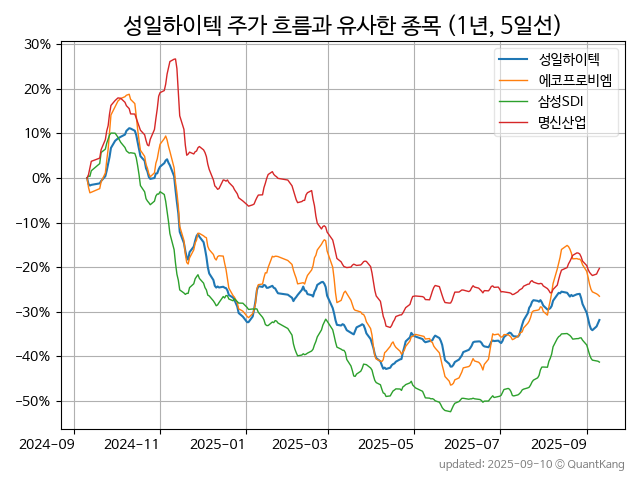 성일하이텍 주가 흐름과 유사한 종목 (1년, 5일선)
성일하이텍
에코프로비엠
삼성SDI
명신산업
30%
20%
10%
0%
−10%
−20%
−30%
−40%
−50%
2024-09 2024-11 2025-01 2025-03 2025-05 2025-07 2025-09
updated: 2025-09-10 © QuantKang